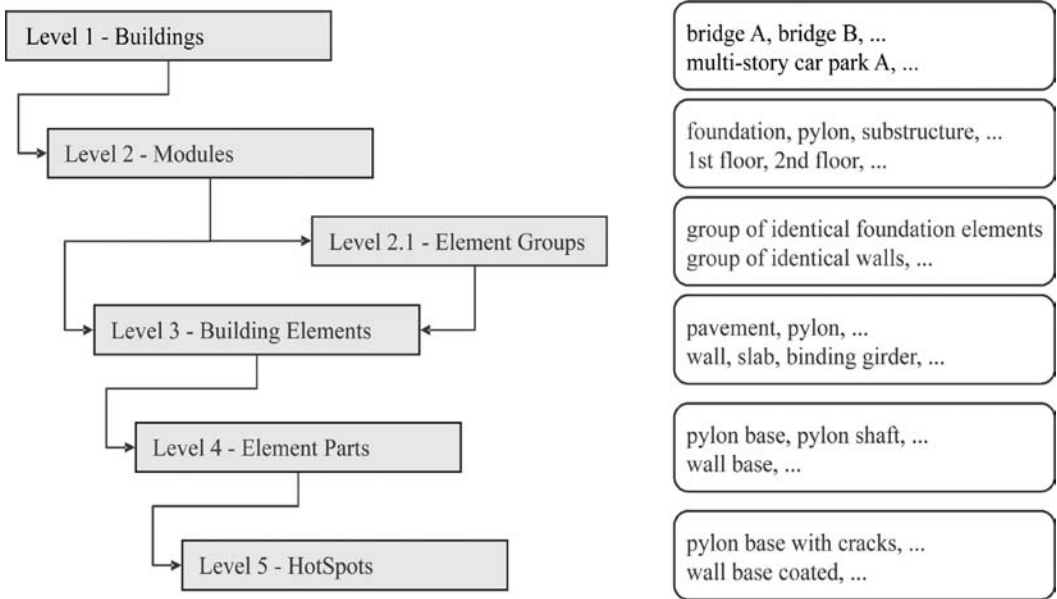 Level 1 - Buildings
bridge A, bridge B, ...
multi-story car park A, ...
Level 2 - Modules
foundation, pylon, substructure, ...
1st floor, 2nd floor, ...
Level 2.1 - Element Groups
group of identical foundation elements
group of identical walls, ...
Level 3 - Building Elements
pavement, pylon, ...
wall, slab, binding girder, ...
Level 4 - Element Parts
pylon base, pylon shaft, ...
wall base, ...
Level 5 - HotSpots
pylon base with cracks, ...
wall base coated, ...